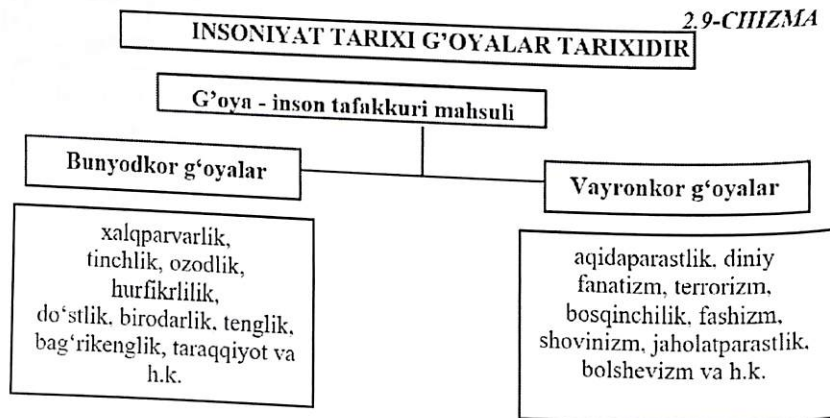 2.9-CHIZMA
INSONIYAT TARIXI G'OYALAR TARIXIDIR
G’oya - inson tafakkuri mahsuli
Bunyodkor g‘oyalar
xalqparvarlik,
tinchlik, ozodlik,
hurfikrlilik,
do‘stlik, birodarlik, tenglik,
bag‘rikenglik, taraqqiyot va
h.k.
Vayronkor g‘oyalar
aqidaparastlik, diniy
fanatizm, terrorizm,
bosqinchilik, fashizm,
shovinizm, jaholatparastlik,
bolshevizm va h.k.